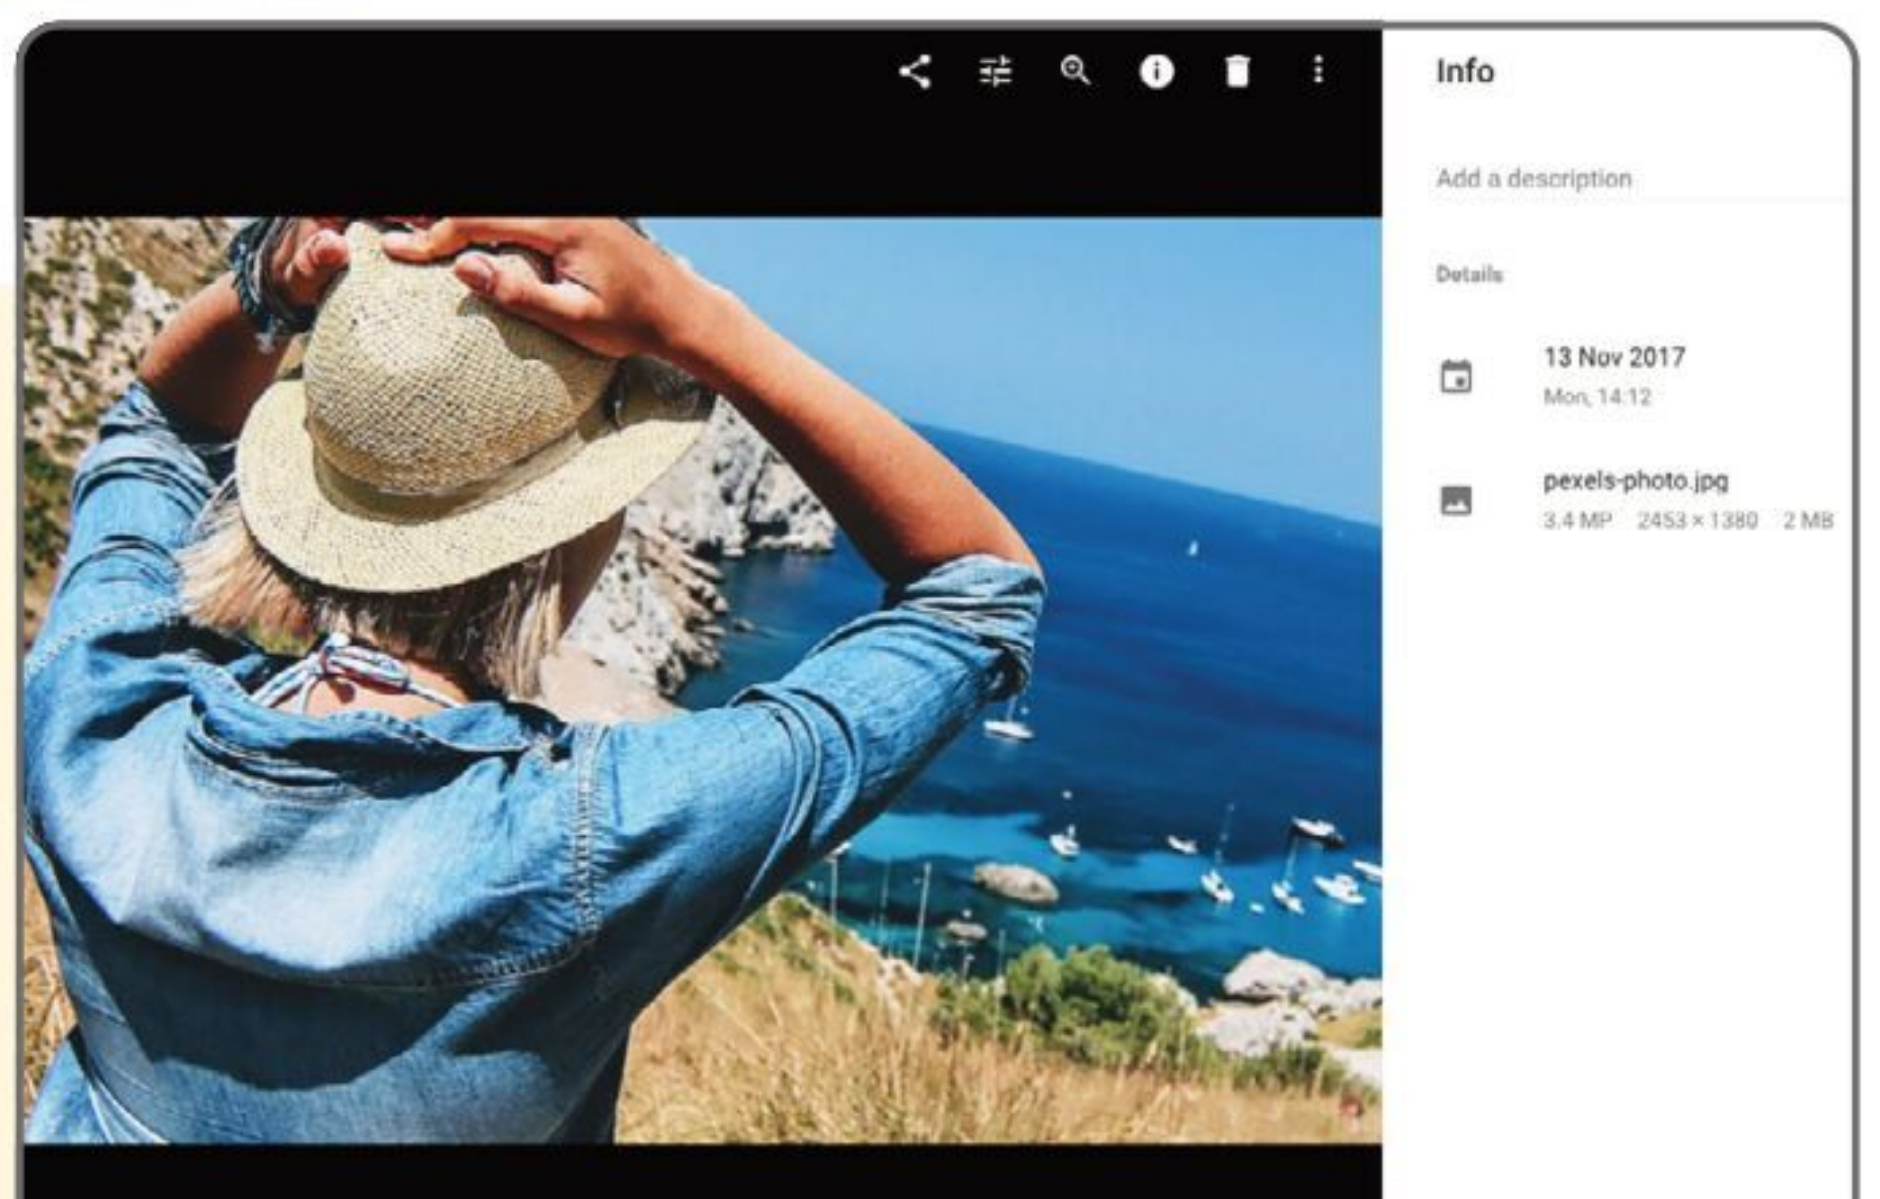 Info
Add a description
Details
13 Nov 2017
Mon, 14:12
pexels-photo.jpg
3.4 MP 2453 × 1380 2 MB